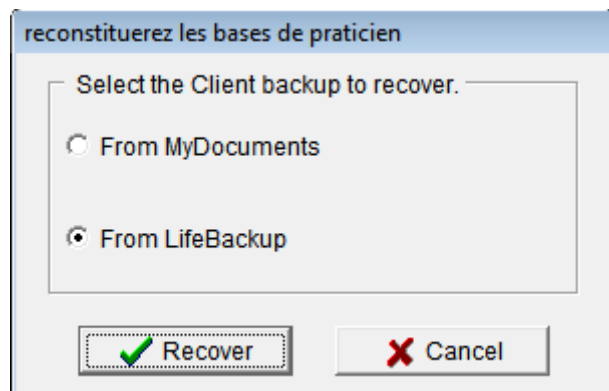 reconstituerez les bases de praticien
Select the Client backup to recover.
From MyDocuments
From LifeBackup
Recover
Cancel